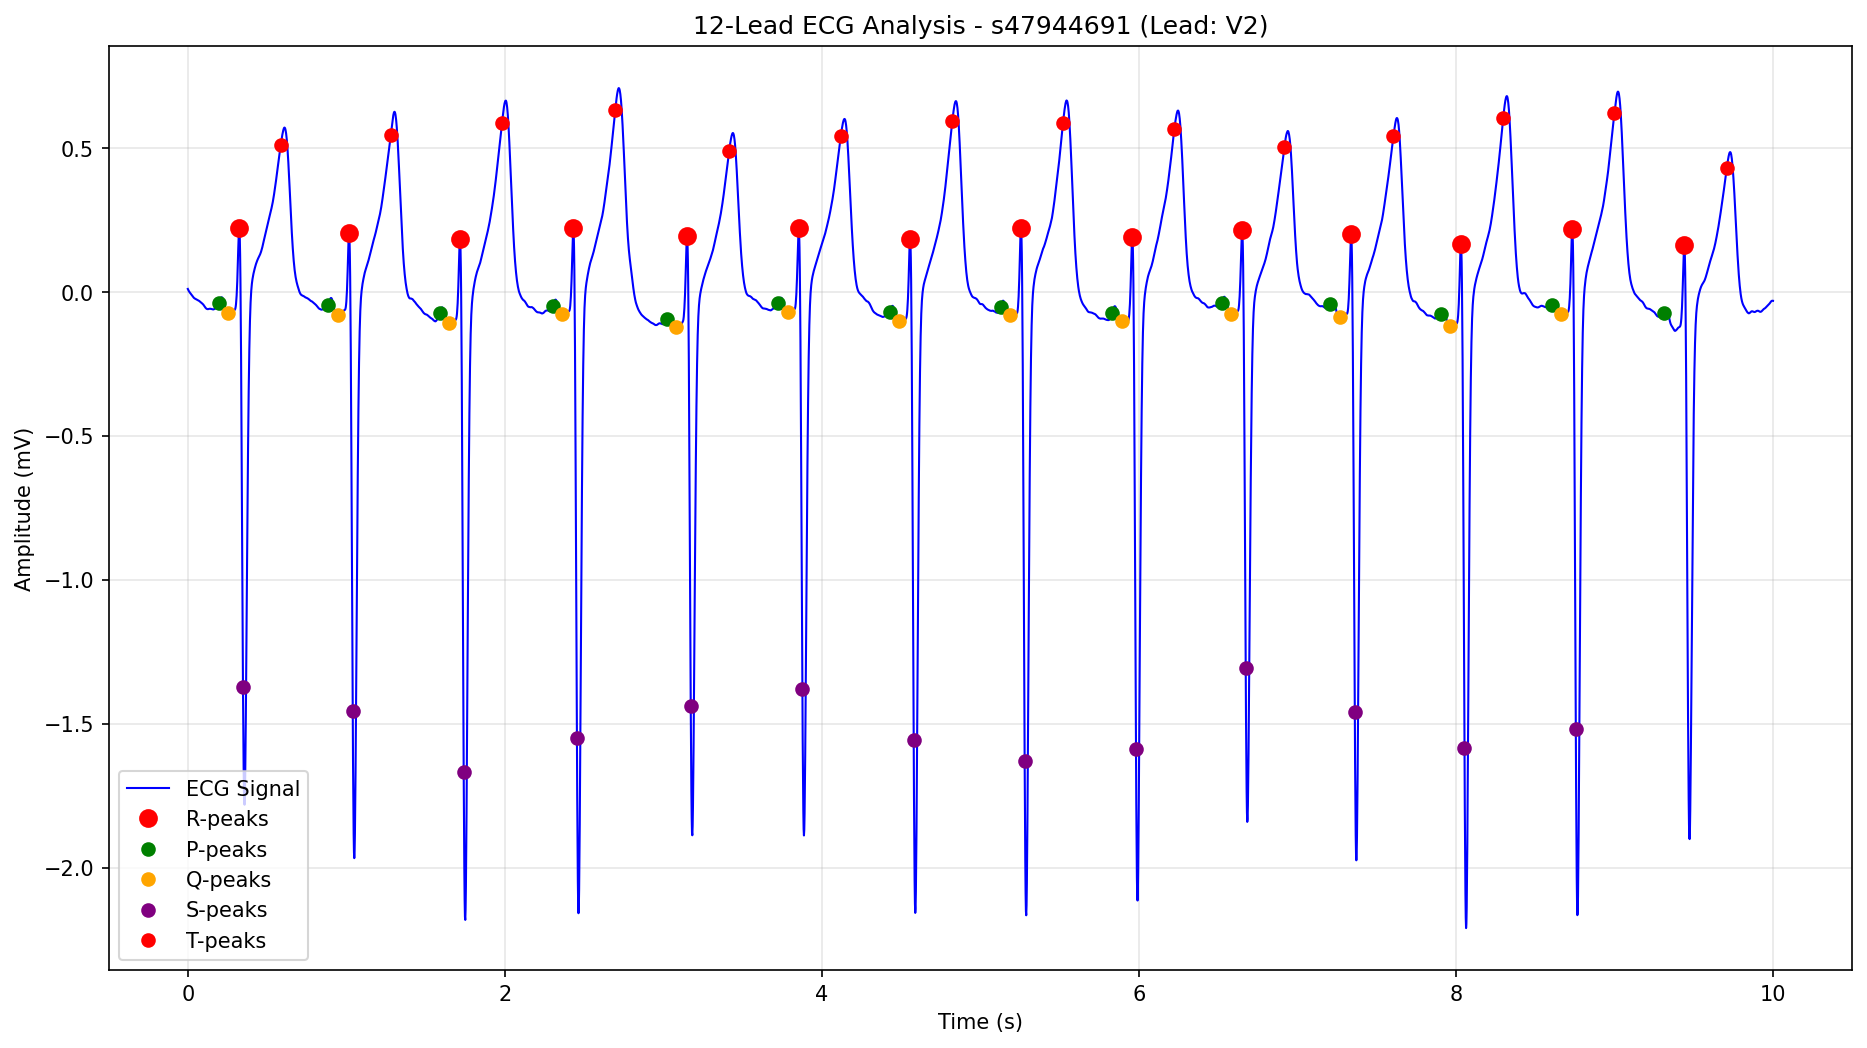 12-Lead ECG Analysis - s47944691 (Lead: V2)
Amplitude (mV)
0.5
0.0
−0.5
−1.0
−1.5
−2.0
ECG Signal
R-peaks
P-peaks
Q-peaks
S-peaks
T-peaks
0 2 4 6 8 10
Time (s)